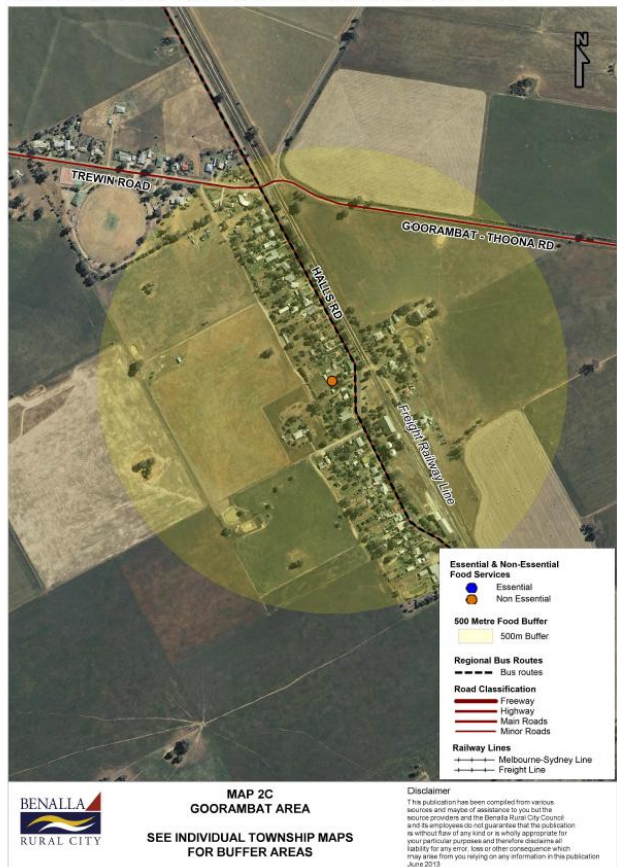 N
TREWIN ROAD
GOORAMBAT - THOONA RD
HALLS RD
Freight Railway Line
Essential & Non-Essential
Food Services
Essential
Non Essential
500 Metre Food Buffer
500m Buffer
Regional Bus Routes
Bus routes
Road Classification
Freeway
Highway
Main Roads
Minor Roads
Railway Lines
Melbourne-Sydney Line
Freight Line
BENALLA
RURAL CITY
MAP 2C
GOORAMBAT AREA
SEE INDIVIDUAL TOWNSHIP MAPS
FOR BUFFER AREAS
Disclaimer
This publication has been compiled from various
sources and maybe of assistance to you but the
source providers and the Benalla Rural City Council
and its employees do not guarantee that the publication
is without flaw of any kind or is wholly appropriate for
your particular purposes and therefore disclaims all
liability for any error, loss or other consequence which
may arise from you relying on any information in this publication
June 2013